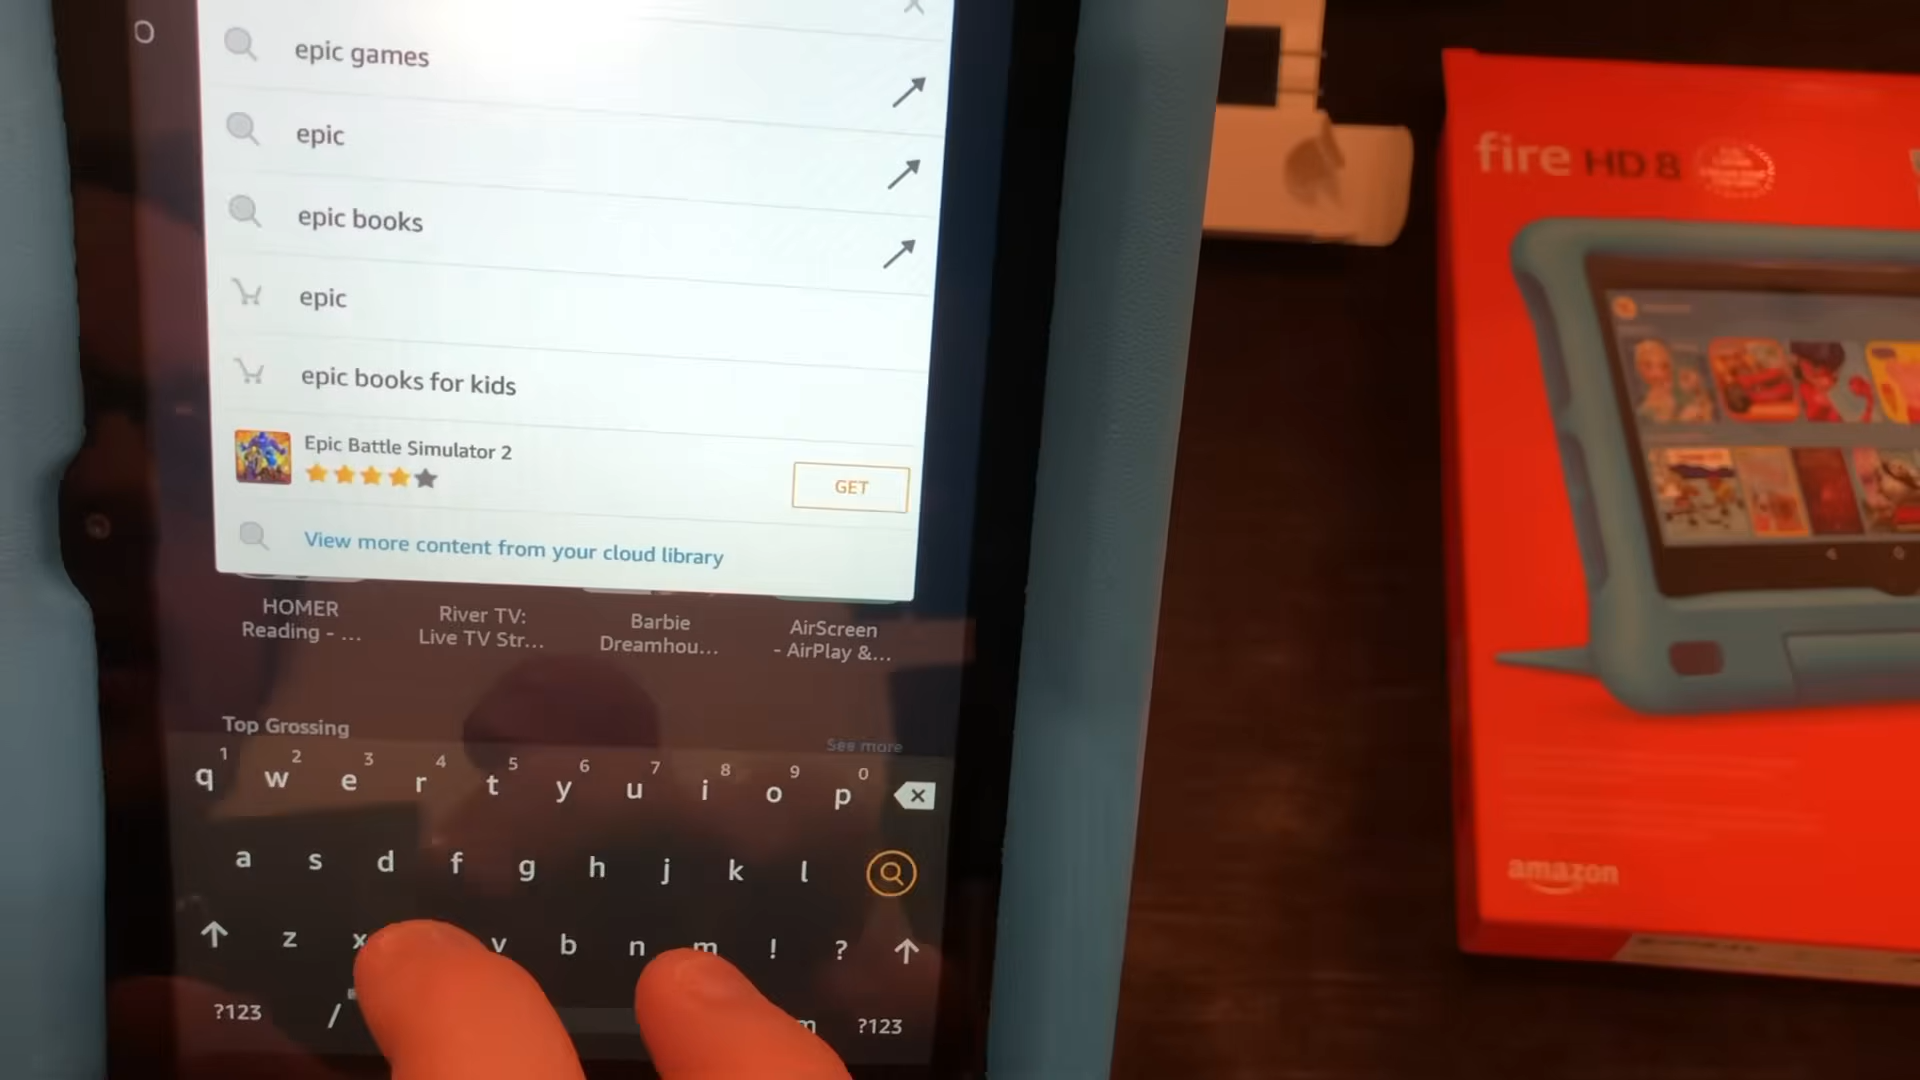 epic games
epic
epic books
epic
epic books for kids
Epic Battle Simulator 2
GET
View more content from your cloud library
HOMER
Reading - ...
River TV:
Live TV Str...
Barbie
Dreamhou...
AirScreen
- AirPlay &...
Top Grossing
See more
1 2 3 4 5 6 7 8 9 0
q w e r t y u i o p
a s d f g h j k l
z x v b n m ! ?
?123 / m ?123
fire HD 8
amazon